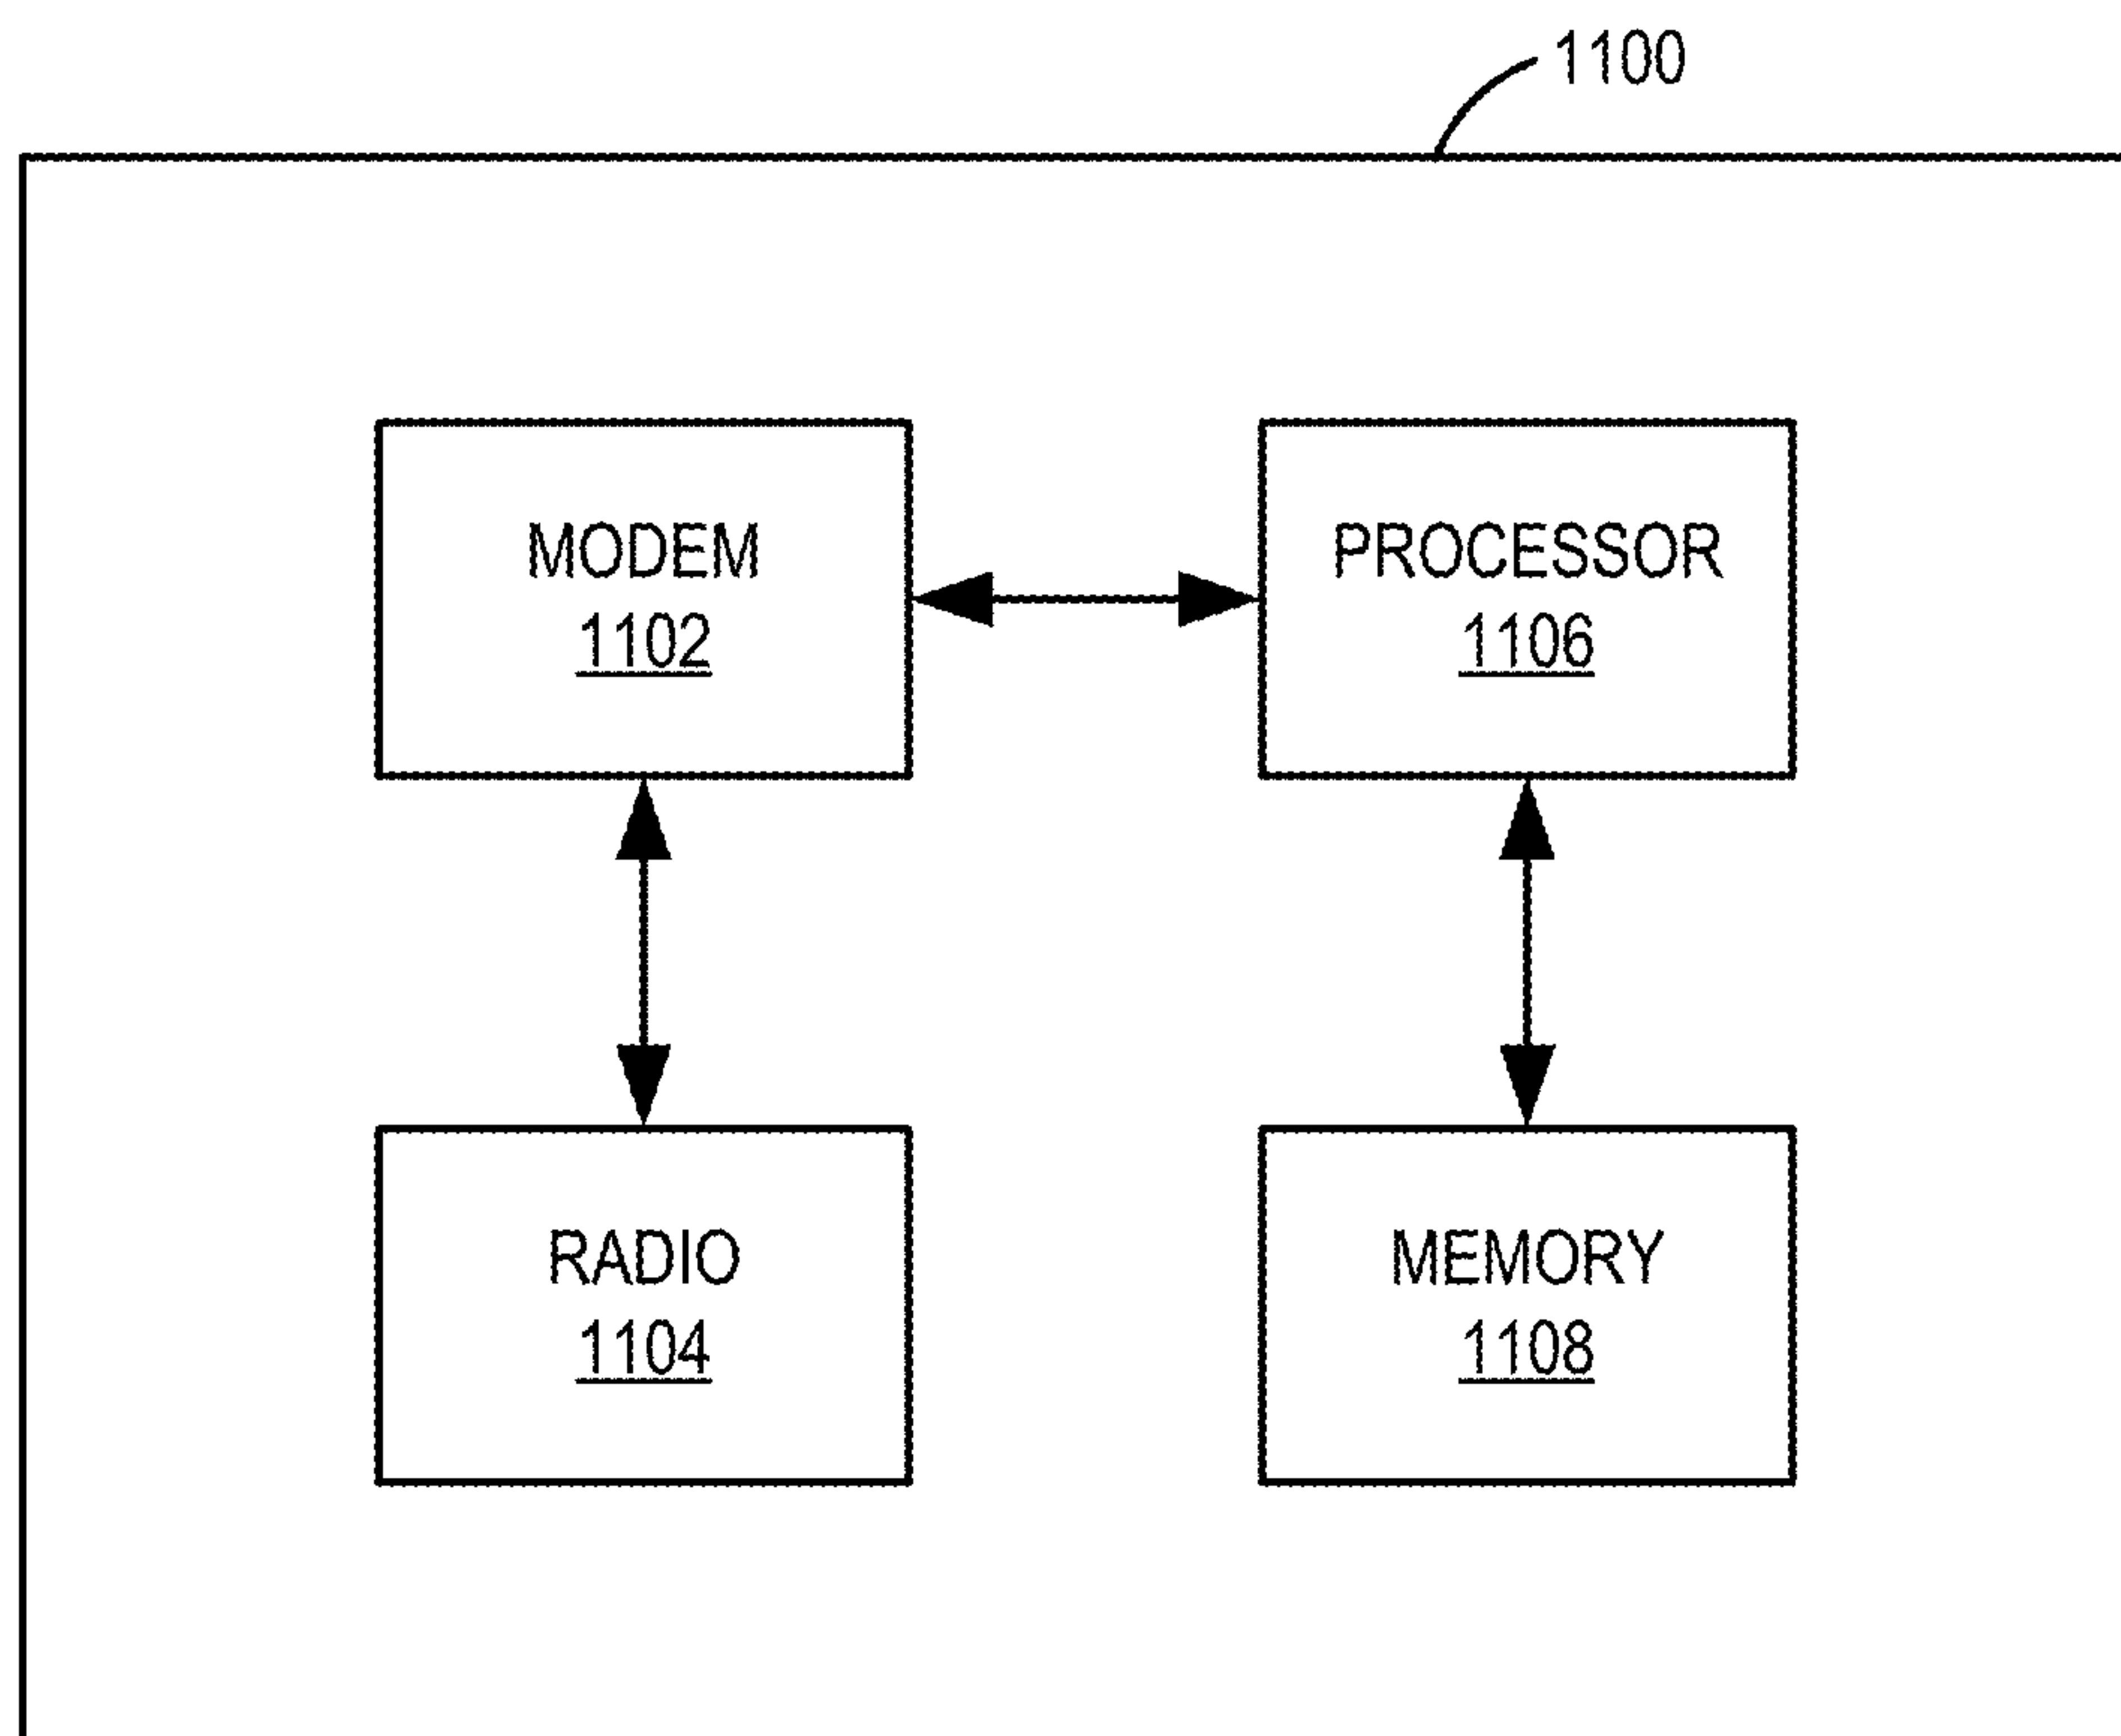 1100
MODEM
1102
PROCESSOR
1106
RADIO
1104
MEMORY
1108